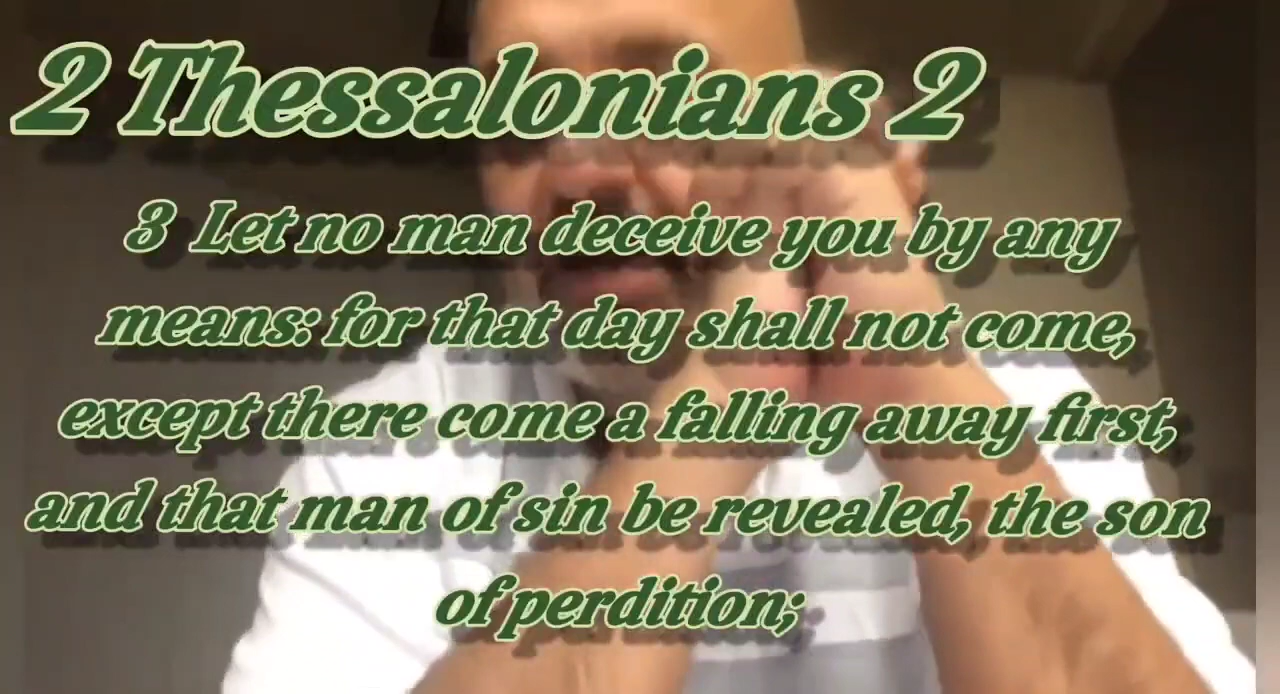 2 Thessalonians 2
3 Let no man deceive you by any
means: for that day shall not come,
except there come a falling away first,
and that man of sin be revealed, the son
of perdition;